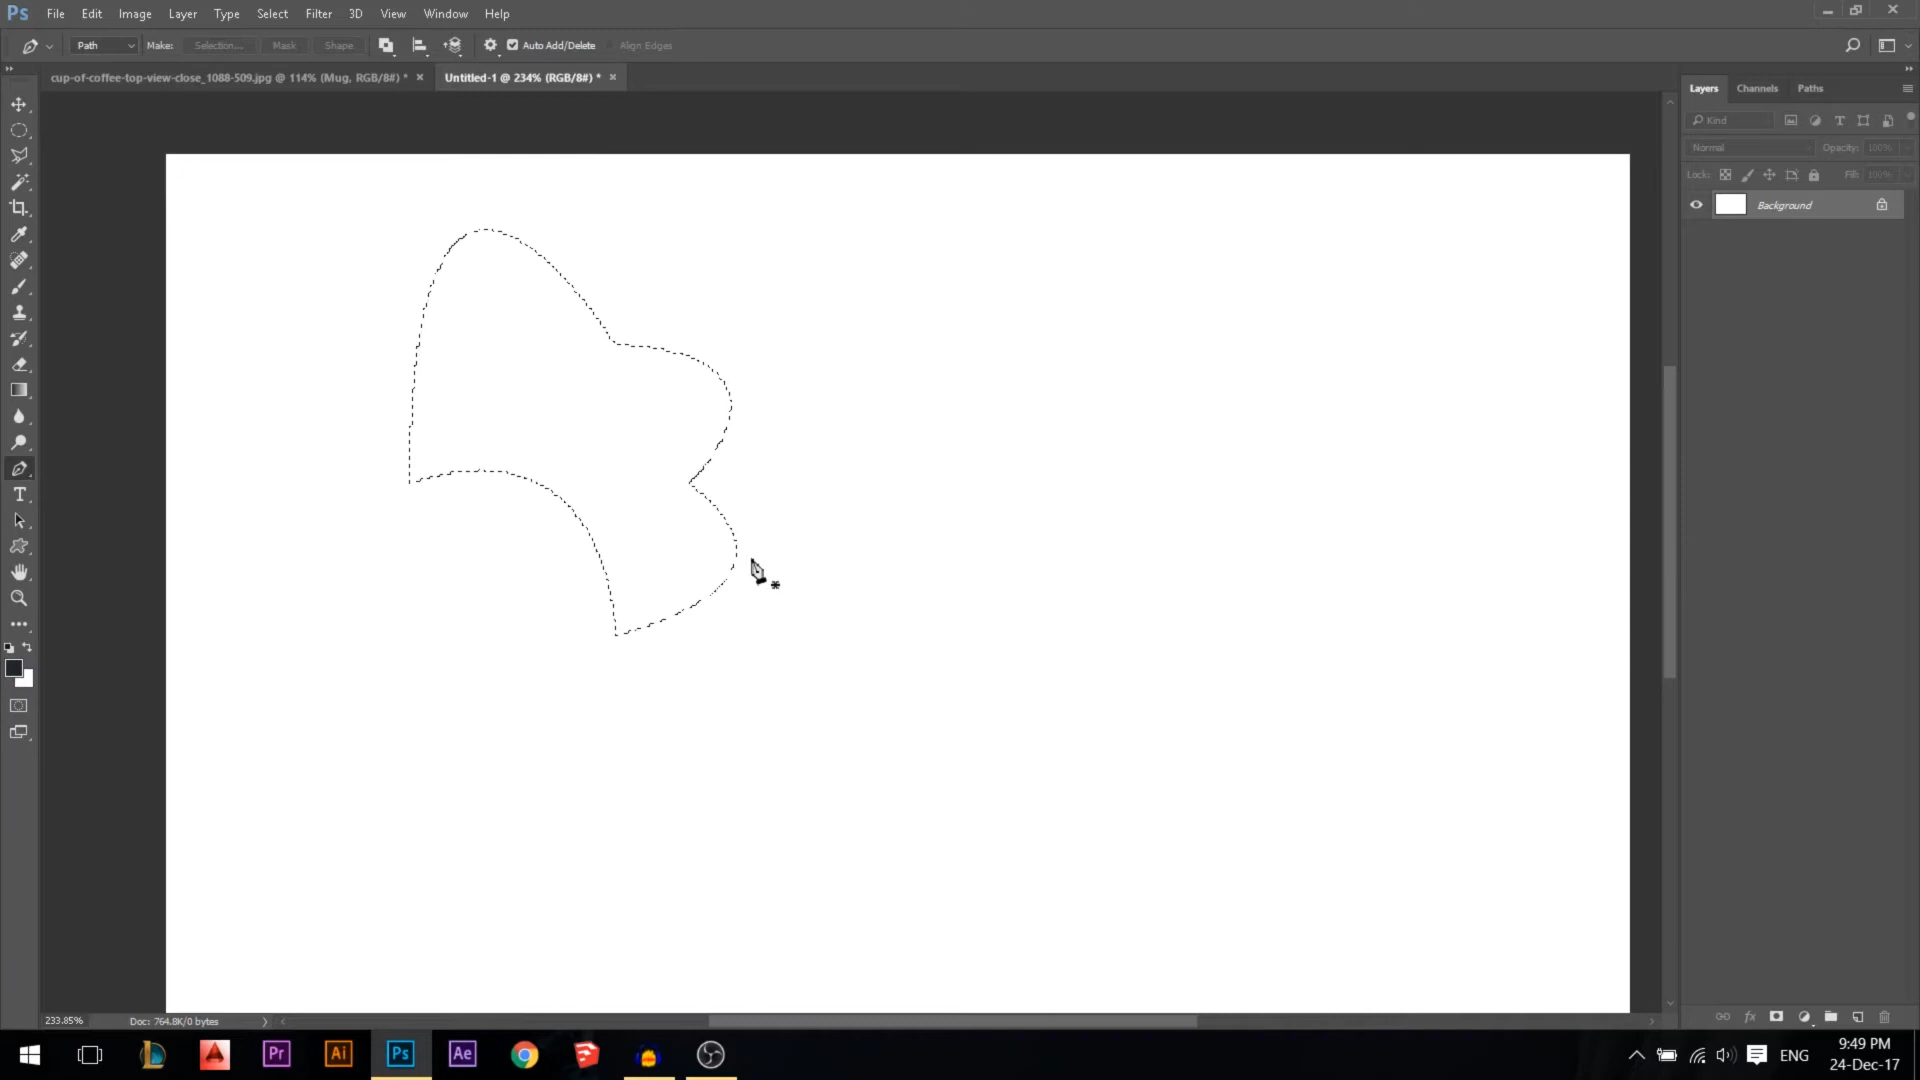 Ps File Edit Image Layer Type Select Filter 3D View Window Help
Path Make: Selection... Mask Shape Auto Add/Delete Align Edges
cup-of-coffee-top-view-close_1088-509.jpg @ 114% (Mug, RGB/8#) * × Untitled-1 @ 234% (RGB/8#) * ×
Layers Channels Paths
Kind
Normal Opacity: 100%
Lock: Fill: 100%
Background
233.85% Doc: 764.8K/0 bytes
fx
Pr Ai Ps Ae
ENG
9:49 PM
24-Dec-17